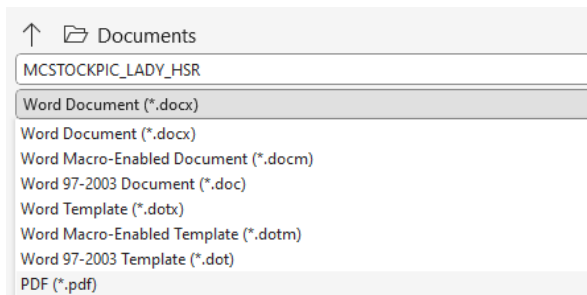 Documents
MCSTOCKPIC_LADY_HSR
Word Document (*.docx)
Word Document (*.docx)
Word Macro-Enabled Document (*.docm)
Word 97-2003 Document (*.doc)
Word Template (*.dotx)
Word Macro-Enabled Template (*.dotm)
Word 97-2003 Template (*.dot)
PDF (*.pdf)